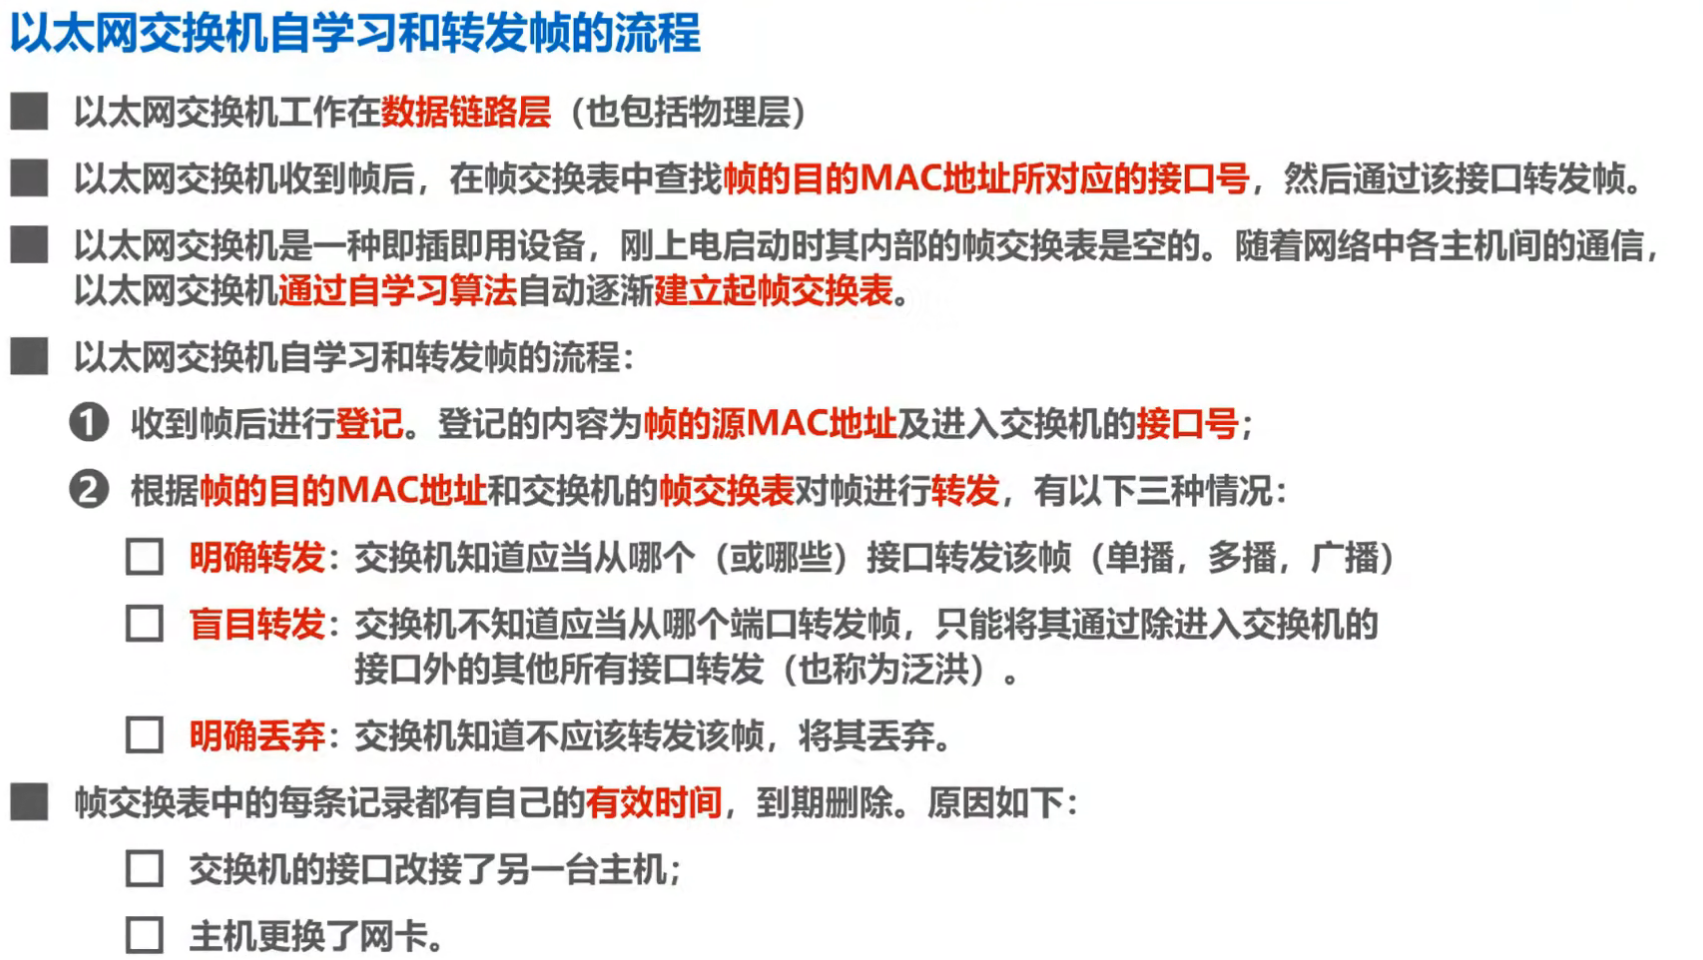 以太网交换机自学习和转发帧的流程
以太网交换机工作在数据链路层（也包括物理层）
以太网交换机收到帧后，在帧交换表中查找帧的目的MAC地址所对应的接口号，然后通过该接口转发帧。
以太网交换机是一种即插即用设备，刚上电启动时其内部的帧交换表是空的。随着网络中各主机间的通信，
以太网交换机通过自学习算法自动逐渐建立起帧交换表。
以太网交换机自学习和转发帧的流程：
❶ 收到帧后进行登记。登记的内容为帧的源MAC地址及进入交换机的接口号；
❷ 根据帧的目的MAC地址和交换机的帧交换表对帧进行转发，有以下三种情况：
明确转发：交换机知道应当从哪个（或哪些）接口转发该帧（单播，多播，广播）
盲目转发：交换机不知道应当从哪个端口转发帧，只能将其通过除进入交换机的
接口外的其他所有接口转发（也称为泛洪）。
明确丢弃：交换机知道不应该转发该帧，将其丢弃。
帧交换表中的每条记录都有自己的有效时间，到期删除。原因如下：
交换机的接口改接了另一台主机；
主机更换了网卡。